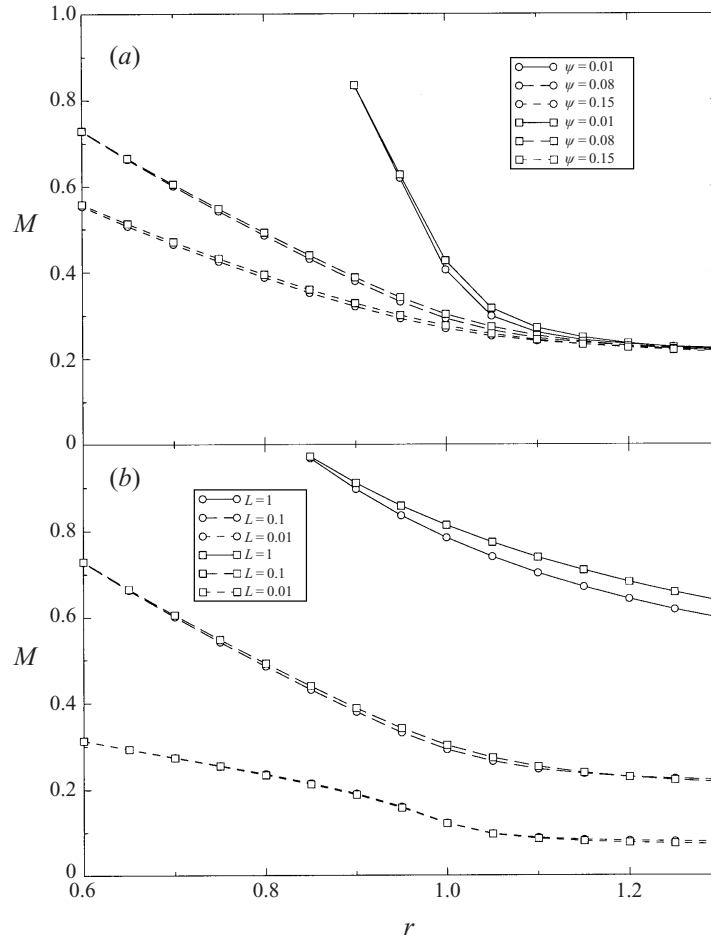 1.0
(a)
ψ = 0.01
ψ = 0.08
ψ = 0.15
ψ = 0.01
ψ = 0.08
ψ = 0.15
0.8
0.6
M
0.4
0.2
0
(b)
L = 1
L = 0.1
L = 0.01
L = 1
L = 0.1
L = 0.01
0.8
0.6
M
0.4
0.2
0
0.6 0.8 1.0 1.2
r